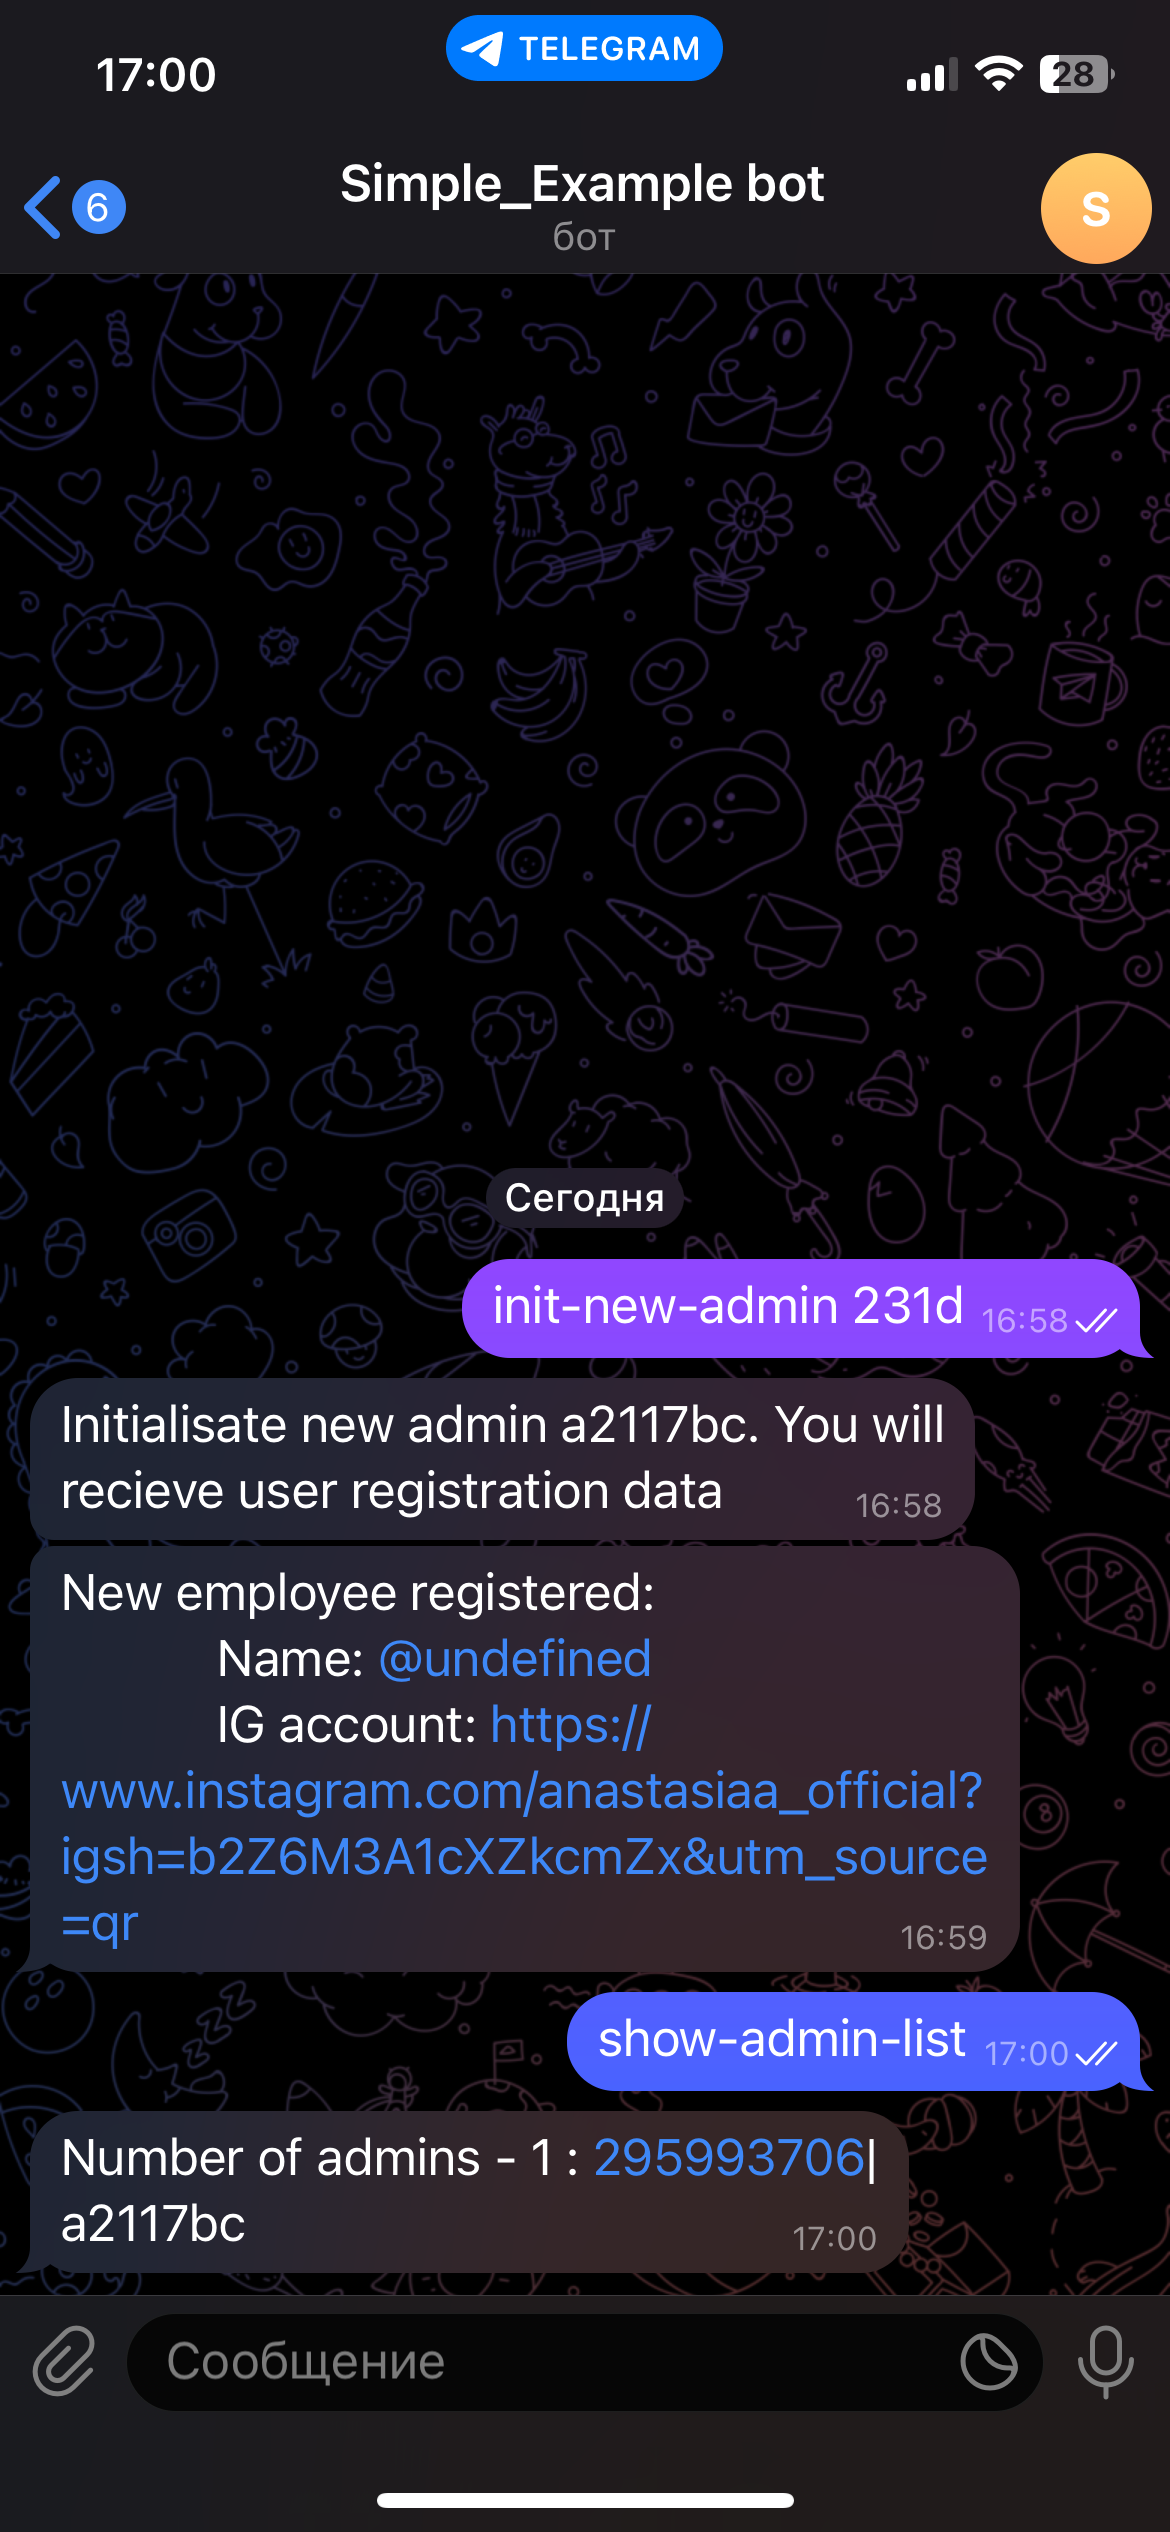 17:00
TELEGRAM
28
6
Simple_Example bot
бот
S
Сегодня
init-new-admin 231d 16:58
Initialisate new admin a2117bc. You will
recieve user registration data 16:58
New employee registered:
Name: @undefined
IG account: https://
www.instagram.com/anastasiaa_official?
igsh=b2Z6M3A1cXZkcmZx&utm_source
=qr 16:59
show-admin-list 17:00
Number of admins - 1 : 295993706|
a2117bc 17:00
Сообщение